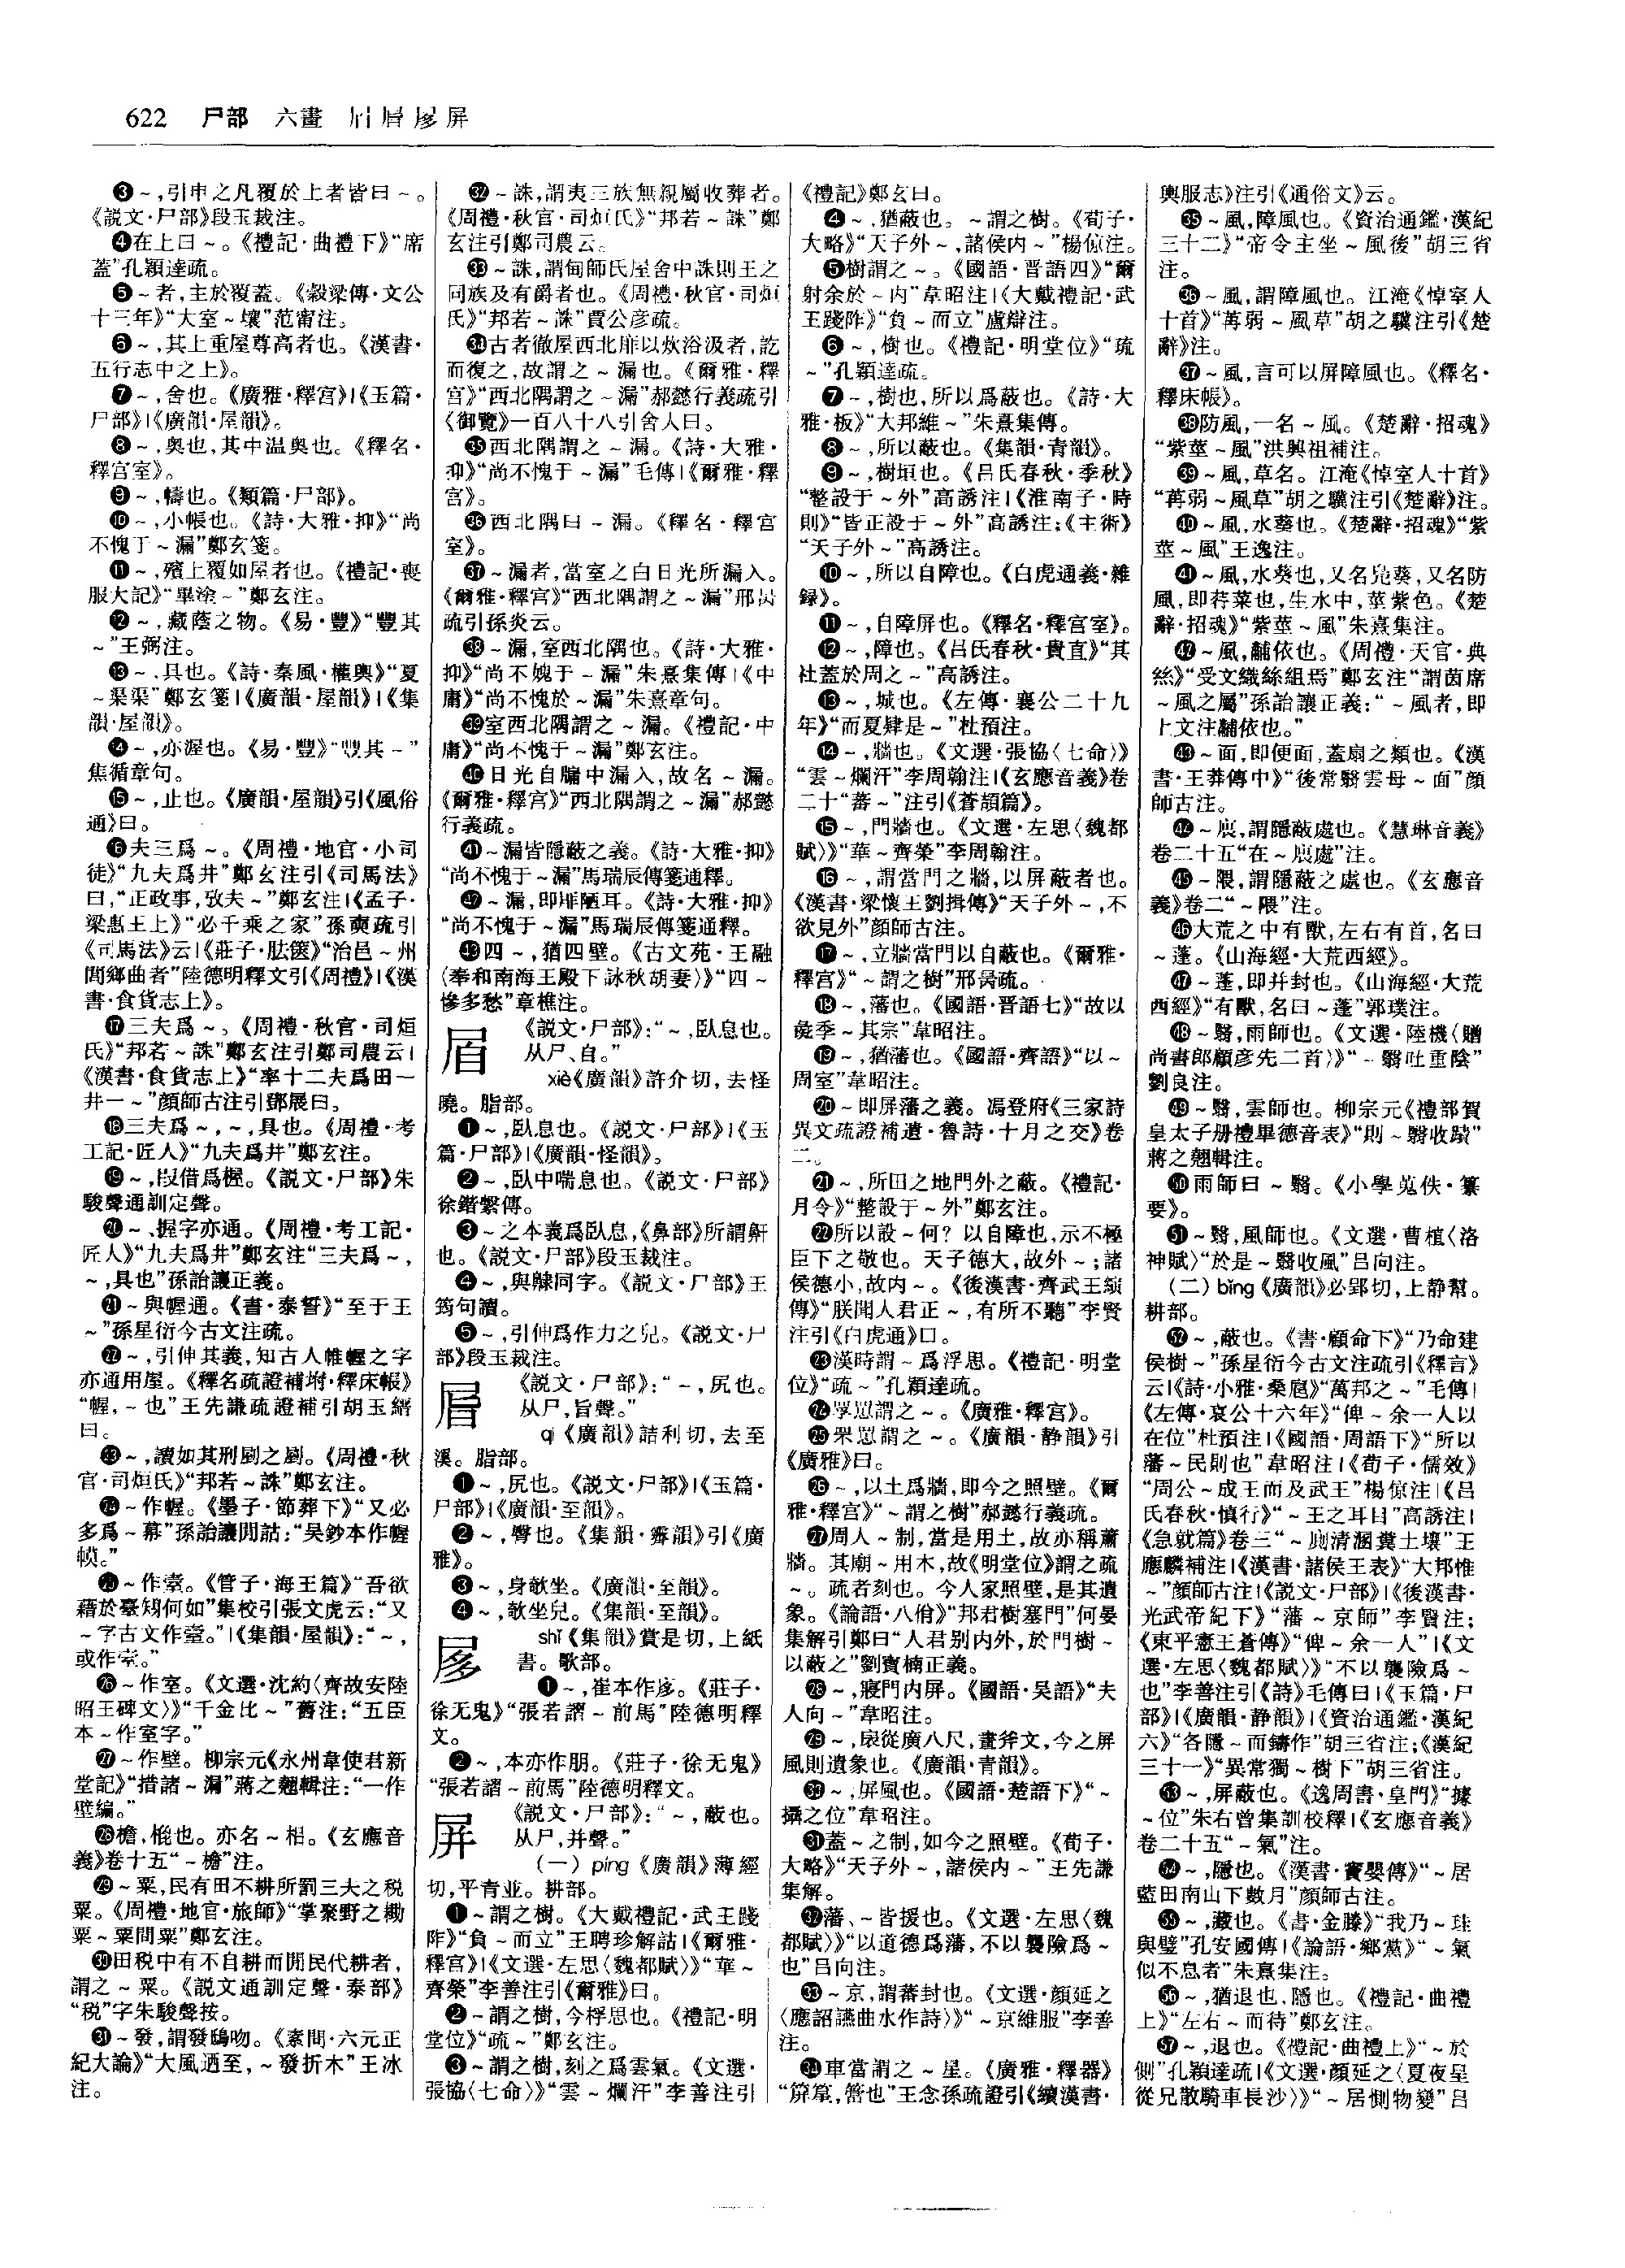 622 尸部 六畫 屓屑屟屏
❸~,引申之凡覆於上者皆曰~。
《説文·尸部》段玉裁注。
❹在上曰~。《禮記·曲禮下》“席
蓋”孔穎達疏。
❺~者,主於覆蓋。《穀梁傳·文公
十三年》“大室~壞”范甯注。
❻~,其上重屋尊高者也。《漢書·
五行志中之上》。
❼~,舍也。《廣雅·釋宫》|《玉篇·
尸部》|《廣韻·屋韻》。
❽~,奥也,其中温奥也。《釋名·
釋宫室》。
❾~,幬也。《類篇·尸部》。
❿~,小帳也。《詩·大雅·抑》“尚
不愧于~漏”鄭玄箋。
⓫~,殯上覆如屋者也。《禮記·喪
服大記》“畢塗~”鄭玄注。
⓬~,藏蔭之物。《易·豐》“豐其
~”王弼注。
⓭~,具也。《詩·秦風·權輿》“夏
~渠渠”鄭玄箋|《廣韻·屋韻》|《集
韻·屋韻》。
⓮~,亦渥也。《易·豐》“豐其~”
焦循章句。
⓯~,止也。《廣韻·屋韻》引《風俗
通》曰。
⓰夫三爲~。《周禮·地官·小司
徒》“九夫爲井”鄭玄注引《司馬法》
曰,“正政事,攷夫~”鄭玄注|《孟子·
梁惠王上》“必千乘之家”孫奭疏引
《司馬法》云|《莊子·胠篋》“治邑~州
閭鄉曲者”陸德明釋文引《周禮》|《漢
書·食貨志上》。
⓱三夫爲~。《周禮·秋官·司烜
氏》“邦若~誅”鄭玄注引鄭司農云|
《漢書·食貨志上》“率十二夫爲田一
井一~”顔師古注引鄧展曰。
⓲三夫爲~,~,具也。《周禮·考
工記·匠人》“九夫爲井”鄭玄注。
⓳~,叚借爲楃。《説文·尸部》朱
駿聲通訓定聲。
⓴~、握字亦通。《周禮·考工記·
匠人》“九夫爲井”鄭玄注“三夫爲~,
~,具也”孫詒讓正義。
㉑~與幄通。《書·泰誓》“至于王
~”孫星衍今古文注疏。
㉒~,引伸其義,知古人帷幄之字
亦通用屋。《釋名疏證補坿·釋床帳》
“幄,~也”王先謙疏證補引胡玉縉
曰。
㉓~,讀如其刑剭之剭。《周禮·秋
官·司烜氏》“邦若~誅”鄭玄注。
㉔~作幄。《墨子·節葬下》“又必
多爲~幕”孫詒讓閒詁:“吴鈔本作幄
幙。”
㉕~作臺。《管子·海王篇》“吾欲
藉於臺雉何如”集校引張文虎云:“又
~字古文作臺。”|《集韻·屋韻》:“~,
或作臺。”
㉖~作室。《文選·沈約〈齊故安陸
昭王碑文〉》“千金比~”舊注:“五臣
本~作室字。”
㉗~作壁。柳宗元《永州韋使君新
堂記》“措諸~漏”蔣之翹輯注:“一作
壁編。”
㉘檐,梠也。亦名~梠。《玄應音
義》卷十五“~檐”注。
㉙~粟,民有田不耕所罰三夫之税
粟。《周禮·地官·旅師》“掌聚野之耡
粟~粟閒粟”鄭玄注。
㉚田税中有不自耕而閒民代耕者,
謂之~粟。《説文通訓定聲·泰部》
“税”字朱駿聲按。
㉛~發,謂發鴟吻。《素問·六元正
紀大論》“大風迺至,~發折木”王冰
注。
㉜~誅,謂夷三族無親屬收葬者。
《周禮·秋官·司烜氏》“邦若~誅”鄭
玄注引鄭司農云。
㉝~誅,謂甸師氏屋舍中誅則王之
同族及有爵者也。《周禮·秋官·司烜
氏》“邦若~誅”賈公彦疏。
㉞古者徹屋西北厞以炊浴汲者,訖
而復之,故謂之~漏也。《爾雅·釋
宫》“西北隅謂之~漏”郝懿行義疏引
《御覽》一百八十八引舍人曰。
㉟西北隅謂之~漏。《詩·大雅·
抑》“尚不愧于~漏”毛傳|《爾雅·釋
宫》。
㊱西北隅曰~漏。《釋名·釋宫
室》。
㊲~漏者,當室之白日光所漏入。
《爾雅·釋宫》“西北隅謂之~漏”邢昺
疏引孫炎云。
㊳~漏,室西北隅也。《詩·大雅·
抑》“尚不媿于~漏”朱熹集傳|《中
庸》“尚不愧於~漏”朱熹章句。
㊴室西北隅謂之~漏。《禮記·中
庸》“尚不愧于~漏”鄭玄注。
㊵日光自牖中漏入,故名~漏。
《爾雅·釋宫》“西北隅謂之~漏”郝懿
行義疏。
㊶~漏皆隱蔽之義。《詩·大雅·抑》
“尚不愧于~漏”馬瑞辰傳箋通釋。
㊷~漏,即厞陋耳。《詩·大雅·抑》
“尚不愧于~漏”馬瑞辰傳箋通釋。
㊸四~,猶四壁。《古文苑·王融
〈奉和南海王殿下詠秋胡妻〉》“四~
慘多愁”章樵注。
屓 《説文·尸部》:“~,臥息也。
从尸、自。”
xiè《廣韻》許介切,去怪
曉。脂部。
❶~,臥息也。《説文·尸部》|《玉
篇·尸部》|《廣韻·怪韻》。
❷~,臥中喘息也。《説文·尸部》
徐鍇繫傳。
❸~之本義爲臥息,《鼻部》所謂鼾
也。《説文·尸部》段玉裁注。
❹~,與齂同字。《説文·尸部》王
筠句讀。
❺~,引伸爲作力之皃。《説文·尸
部》段玉裁注。
《説文·尸部》:“~,尻也。
从尸,旨聲。”
qì《廣韻》詰利切,去至
溪。脂部。
❶~,尻也。《説文·尸部》|《玉篇·
尸部》|《廣韻·至韻》。
❷~,臀也。《集韻·霽韻》引《廣
雅》。
❸~,身欹坐。《廣韻·至韻》。
❹~,欹坐皃。《集韻·至韻》。
shǐ《集韻》賞是切,上紙
書。歌部。
❶~,崔本作㢋。《莊子·
徐无鬼》“張若謵~前馬”陸德明釋
文。
❷~,本亦作朋。《莊子·徐无鬼》
“張若謵~前馬”陸德明釋文。
屏 《説文·尸部》:“~,蔽也。
从尸,并聲。”
(一)píng《廣韻》薄經
切,平青並。耕部。
❶~謂之樹。《大戴禮記·武王踐
阼》“負~而立”王聘珍解詁|《爾雅·
釋宫》|《文選·左思〈魏都賦〉》“華~
齊榮”李善注引《爾雅》曰。
❷~謂之樹,今桴思也。《禮記·明
堂位》“疏~”鄭玄注。
❸~謂之樹,刻之爲雲氣。《文選·
張協〈七命〉》“雲~爛汗”李善注引
《禮記》鄭玄曰。
❹~,猶蔽也。~謂之樹。《荀子·
大略》“天子外~,諸侯内~”楊倞注。
❺樹謂之~。《國語·晋語四》“爾
射余於~内”韋昭注|《大戴禮記·武
王踐阼》“負~而立”盧辯注。
❻~,樹也。《禮記·明堂位》“疏
~”孔穎達疏。
❼~,樹也,所以爲蔽也。《詩·大
雅·板》“大邦維~”朱熹集傳。
❽~,所以蔽也。《集韻·青韻》。
❾~,樹垣也。《吕氏春秋·季秋》
“整設于~外”高誘注|《淮南子·時
則》“皆正設于~外”高誘注;《主術》
“天子外~”高誘注。
❿~,所以自障也。《白虎通義·雜
録》。
⓫~,自障屏也。《釋名·釋宫室》。
⓬~,障也。《吕氏春秋·貴直》“其
社蓋於周之~”高誘注。
⓭~,城也。《左傳·襄公二十九
年》“而夏肄是~”杜預注。
⓮~,牆也。《文選·張協〈七命〉》
“雲~爛汗”李周翰注|《玄應音義》卷
二十“蕃~”注引《蒼頡篇》。
⓯~,門牆也。《文選·左思〈魏都
賦〉》“華~齊榮”李周翰注。
⓰~,謂當門之牆,以屏蔽者也。
《漢書·梁懷王劉揖傳》“天子外~,不
欲見外”顔師古注。
⓱~,立牆當門以自蔽也。《爾雅·
釋宫》“~謂之樹”邢昺疏。
⓲~,藩也。《國語·晋語七》“故以
彘季~其宗”韋昭注。
⓳~,猶藩也。《國語·齊語》“以~
周室”韋昭注。
⓴~即屏藩之義。馮登府《三家詩
異文疏證補遺·魯詩·十月之交》卷
二。
㉑~,所田之地門外之蔽。《禮記·
月令》“整設于~外”鄭玄注。
㉒所以設~何?以自障也,示不極
臣下之敬也。天子德大,故外~;諸
侯德小,故内~。《後漢書·齊武王縯
傳》“朕聞人君正~,有所不聽”李賢
注引《白虎通》曰。
㉓漢時謂~爲浮思。《禮記·明堂
位》“疏~”孔穎達疏。
㉔罘罳謂之~。《廣雅·釋宫》。
㉕罘罳謂之~。《廣韻·静韻》引
《廣雅》曰。
㉖~,以土爲牆,即今之照壁。《爾
雅·釋宫》“~謂之樹”郝懿行義疏。
㉗周人~制,當是用土,故亦稱蕭
牆。其廟~用木,故《明堂位》謂之疏
~。疏者刻也。今人家照壁,是其遺
象。《論語·八佾》“邦君樹塞門”何晏
集解引鄭曰“人君别内外,於門樹~
以蔽之”劉寶楠正義。
㉘~,寢門内屏。《國語·吴語》“夫
人向~”韋昭注。
㉙~,扆從廣八尺,畫斧文,今之屏
風則遺象也。《廣韻·青韻》。
㉚~,屏風也。《國語·楚語下》“~
攝之位”韋昭注。
㉛蓋~之制,如今之照壁。《荀子·
大略》“天子外~,諸侯内~”王先謙
集解。
㉜藩、~皆援也。《文選·左思〈魏
都賦〉》“以道德爲藩,不以襲險爲~
也”吕向注。
㉝~京,謂蕃封也。《文選·顔延之
〈應詔讌曲水作詩〉》“~京維服”李善
注。
㉞車當謂之~星。《廣雅·釋器》
“箳篂,簹也”王念孫疏證引《續漢書·
輿服志》注引《通俗文》云。
㉟~風,障風也。《資治通鑑·漢紀
三十二》“帝令主坐~風後”胡三省
注。
㊱~風,謂障風也。江淹《悼室人
十首》“苒弱~風草”胡之驥注引《楚
辭》注。
㊲~風,言可以屏障風也。《釋名·
釋床帳》。
㊳防風,一名~風。《楚辭·招魂》
“紫莖~風”洪興祖補注。
㊴~風,草名。江淹《悼室人十首》
“苒弱~風草”胡之驥注引《楚辭》注。
㊵~風,水葵也。《楚辭·招魂》“紫
莖~風”王逸注。
㊶~風,水葵也,又名凫葵,又名防
風,即荇菜也,生水中,莖紫色。《楚
辭·招魂》“紫莖~風”朱熹集注。
㊷~風,黼依也。《周禮·天官·典
絲》“受文織絲組焉”鄭玄注“謂茵席
~風之屬”孫詒讓正義:“~風者,即
上文注黼依也。”
㊸~面,即便面,蓋扇之類也。《漢
書·王莽傳中》“後常翳雲母~面”顔
師古注。
㊹~扆,謂隱蔽處也。《慧琳音義》
卷二十五“在~扆處”注。
㊺~隈,謂隱蔽之處也。《玄應音
義》卷二“~隈”注。
㊻大荒之中有獸,左右有首,名曰
~蓬。《山海經·大荒西經》。
㊼~蓬,即并封也。《山海經·大荒
西經》“有獸,名曰~蓬”郭璞注。
㊽~翳,雨師也。《文選·陸機〈贈
尚書郎顧彦先二首〉》“~翳吐重陰”
劉良注。
㊾~翳,雲師也。柳宗元《禮部賀
皇太子册禮畢德音表》“則~翳收蹟”
蔣之翹輯注。
㊿雨師曰~翳。《小學蒐佚·纂
要》。
51~翳,風師也。《文選·曹植〈洛
神賦〉“於是~翳收風”吕向注。
(二)bǐng《廣韻》必郢切,上静幫。
耕部。
52~,蔽也。《書·顧命下》“乃命建
侯樹~”孫星衍今古文注疏引《釋言》
云|《詩·小雅·桑扈》“萬邦之~”毛傳|
《左傳·哀公十六年》“俾~余一人以
在位”杜預注|《國語·周語下》“所以
藩~民則也”韋昭注|《荀子·儒效》
“周公~成王而及武王”楊倞注|《吕
氏春秋·慎行》“~王之耳目”高誘注|
《急就篇》卷三“~厠清溷糞土壤”王
應麟補注|《漢書·諸侯王表》“大邦惟
~”顔師古注|《説文·尸部》|《後漢書·
光武帝紀下》“藩~京師”李賢注;
《東平憲王蒼傳》“俾~余一人”|《文
選·左思〈魏都賦〉》“不以襲險爲~
也”李善注引《詩》毛傳曰|《玉篇·尸
部》|《廣韻·静韻》|《資治通鑑·漢紀
六》“各隱~而鑄作”胡三省注;《漢紀
三十一》“異常獨~樹下”胡三省注。
53~,屏蔽也。《逸周書·皇門》“據
~位”朱右曾集訓校釋|《玄應音義》
卷二十五“~氣”注。
54~,隱也。《漢書·竇嬰傳》“~居
藍田南山下數月”顔師古注。
55~,藏也。《書·金滕》“我乃~珪
與璧”孔安國傳|《論語·鄉黨》“~氣
似不息者”朱熹集注。
56~,猶退也,隱也。《禮記·曲禮
上》“左右~而待”鄭玄注。
57~,退也。《禮記·曲禮上》“~於
側”孔穎達疏|《文選·顔延之〈夏夜呈
從兄散騎車長沙〉》“~居惻物變”吕